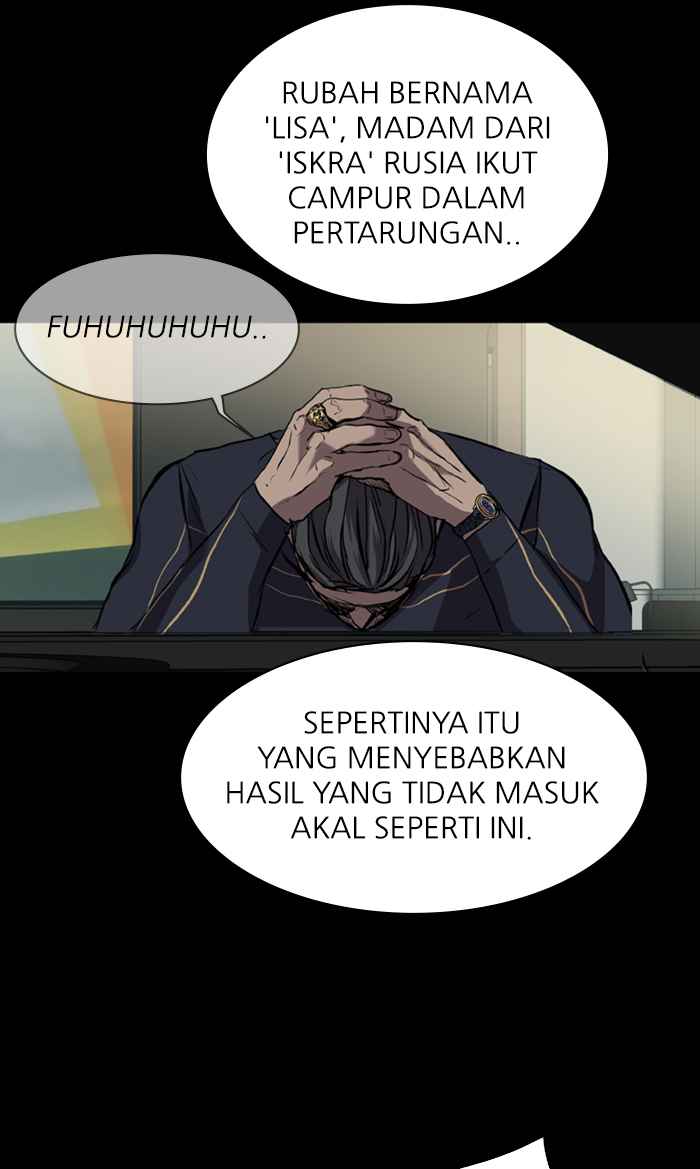 RUBAH BERNAMA
'LISA', MADAM DARI
'ISKRA' RUSIA IKUT
CAMPUR DALAM
PERTARUNGAN..
FUHUHUHUHU..
SEPERTINYA ITU
YANG MENYEBABKAN
HASIL YANG TIDAK MASUK
AKAL SEPERTI INI.